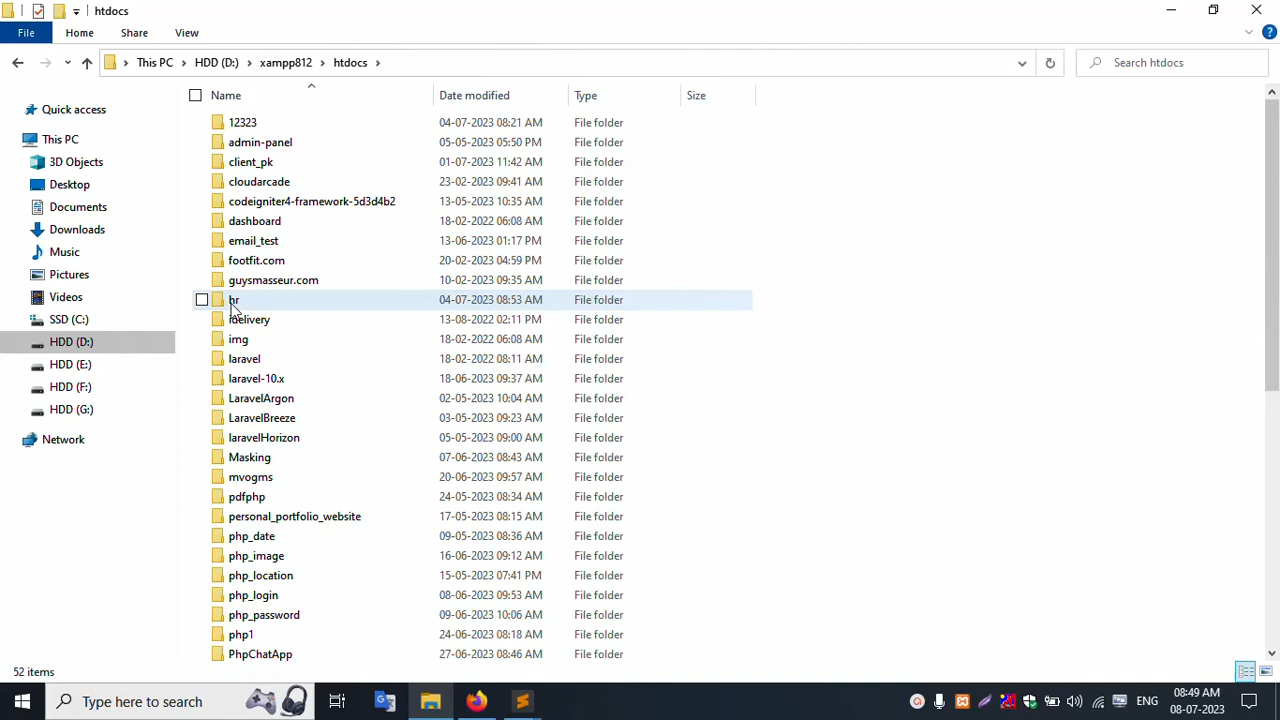 htdocs
File Home Share View
This PC HDD (D:) xampp812 htdocs
Search htdocs
Name Date modified Type Size
Quick access
This PC
3D Objects
Desktop
Documents
Downloads
Music
Pictures
Videos
SSD (C:)
HDD (D:)
HDD (E:)
HDD (F:)
HDD (G:)
Network
12323 04-07-2023 08:21 AM File folder
admin-panel 05-05-2023 05:50 PM File folder
client_pk 01-07-2023 11:42 AM File folder
cloudarcade 23-02-2023 09:41 AM File folder
codeigniter4-framework-5d3d4b2 13-05-2023 10:35 AM File folder
dashboard 18-02-2022 06:08 AM File folder
email_test 13-06-2023 01:17 PM File folder
footfit.com 20-02-2023 04:59 PM File folder
guysmasseur.com 10-02-2023 09:35 AM File folder
hr 04-07-2023 08:53 AM File folder
idelivery 13-08-2022 02:11 PM File folder
img 18-02-2022 06:08 AM File folder
laravel 18-02-2022 08:11 AM File folder
laravel-10.x 18-06-2023 09:37 AM File folder
LaravelArgon 02-05-2023 10:04 AM File folder
LaravelBreeze 03-05-2023 09:23 AM File folder
laravelHorizon 05-05-2023 09:00 AM File folder
Masking 07-06-2023 08:43 AM File folder
mvogms 20-06-2023 09:57 AM File folder
pdfphp 24-05-2023 08:34 AM File folder
personal_portfolio_website 17-05-2023 08:15 AM File folder
php_date 09-05-2023 08:36 AM File folder
php_image 16-06-2023 09:12 AM File folder
php_location 15-05-2023 07:41 PM File folder
php_login 08-06-2023 09:53 AM File folder
php_password 09-06-2023 10:06 AM File folder
php1 24-06-2023 08:18 AM File folder
PhpChatApp 27-06-2023 08:46 AM File folder
52 items
Type here to search
ENG
08:49 AM
08-07-2023